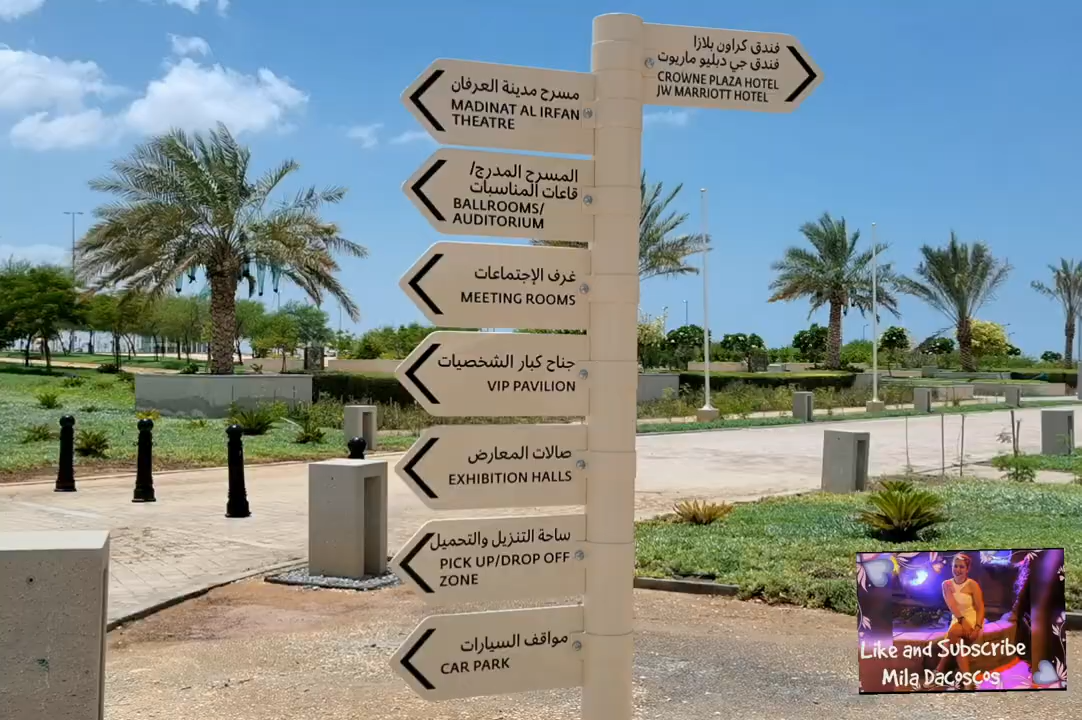 فندق كراون بلازا
فندق جي دبليو ماريوت
CROWNE PLAZA HOTEL
JW MARRIOTT HOTEL
مسرح مدينة العرفان
MADINAT AL IRFAN
THEATRE
المسرح المدرج/
قاعات المناسبات
BALLROOMS/
AUDITORIUM
غرف الإجتماعات
MEETING ROOMS
جناح كبار الشخصيات
VIP PAVILION
صالات المعارض
EXHIBITION HALLS
ساحة التنزيل والتحميل
PICK UP/DROP OFF
ZONE
مواقف السيارات
CAR PARK
Like and Subscribe
Mila Dacoscos